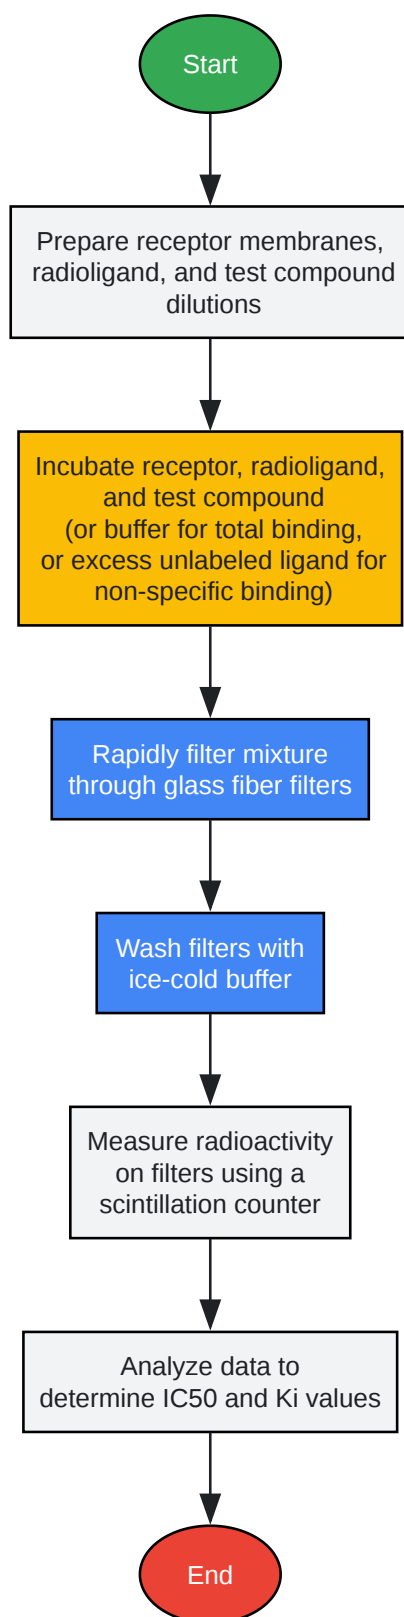 Start
Prepare receptor membranes,
radioligand, and test compound
dilutions
Incubate receptor, radioligand,
and test compound
(or buffer for total binding,
or excess unlabeled ligand for
non-specific binding)
Rapidly filter mixture
through glass fiber filters
Wash filters with
ice-cold buffer
Measure radioactivity
on filters using a
scintillation counter
Analyze data to
determine IC50 and Ki values
End